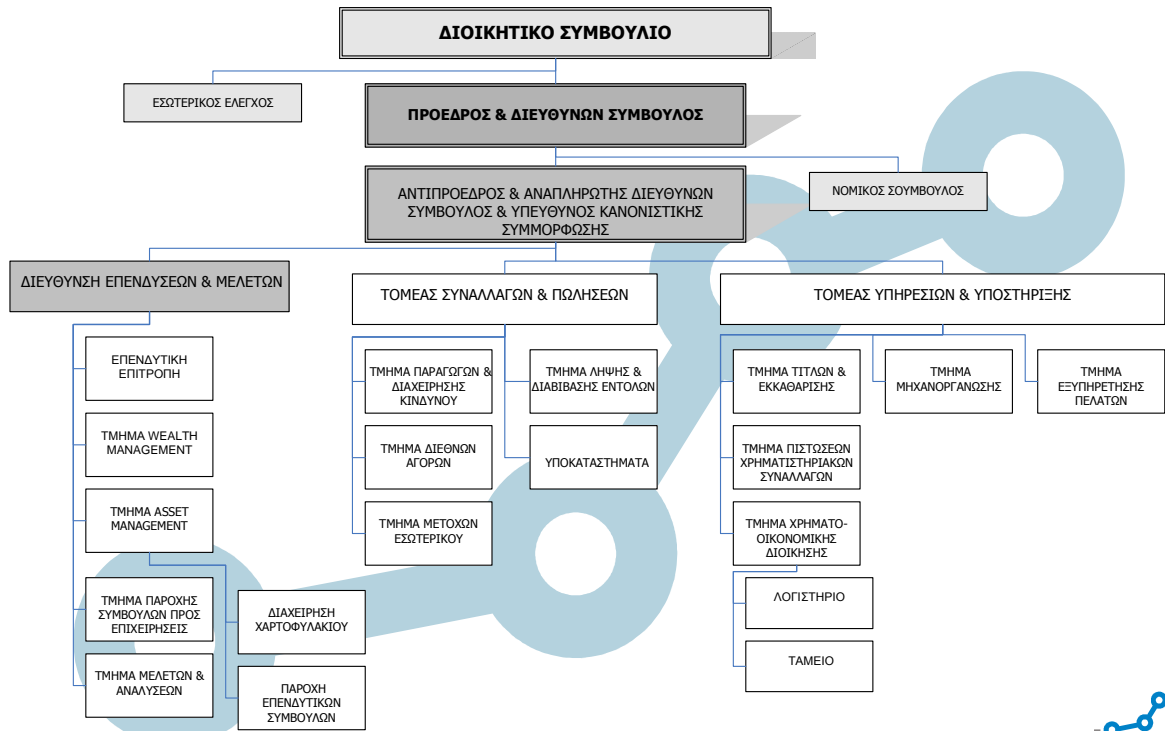 ΔΙΟΙΚΗΤΙΚΟ ΣΥΜΒΟΥΛΙΟ
ΕΣΩΤΕΡΙΚΟΣ ΕΛΕΓΧΟΣ
ΠΡΟΕΔΡΟΣ & ΔΙΕΥΘΥΝΩΝ ΣΥΜΒΟΥΛΟΣ
ΑΝΤΙΠΡΟΕΔΡΟΣ & ΑΝΑΠΛΗΡΩΤΗΣ ΔΙΕΥΘΥΝΩΝ
ΣΥΜΒΟΥΛΟΣ & ΥΠΕΥΘΥΝΟΣ ΚΑΝΟΝΙΣΤΙΚΗΣ
ΣΥΜΜΟΡΦΩΣΗΣ
ΝΟΜΙΚΟΣ ΣΟΥΜΒΟΥΛΟΣ
ΔΙΕΥΘΥΝΣΗ ΕΠΕΝΔΥΣΕΩΝ & ΜΕΛΕΤΩΝ
ΕΠΕΝΔΥΤΙΚΗ
ΕΠΙΤΡΟΠΗ
ΤΜΗΜΑ WEALTH
MANAGEMENT
ΤΜΗΜΑ ASSET
MANAGEMENT
ΤΜΗΜΑ ΠΑΡΟΧΗΣ
ΣΥΜΒΟΥΛΩΝ ΠΡΟΣ
ΕΠΙΧΕΙΡΗΣΕΙΣ
ΤΜΗΜΑ ΜΕΛΕΤΩΝ &
ΑΝΑΛΥΣΕΩΝ
ΔΙΑΧΕΙΡΗΣΗ
ΧΑΡΤΟΦΥΛΑΚΙΟΥ
ΠΑΡΟΧΗ
ΕΠΕΝΔΥΤΙΚΩΝ
ΣΥΜΒΟΥΛΩΝ
ΤΟΜΕΑΣ ΣΥΝΑΛΛΑΓΩΝ & ΠΩΛΗΣΕΩΝ
ΤΜΗΜΑ ΠΑΡΑΓΩΓΩΝ &
ΔΙΑΧΕΙΡΗΣΗΣ
ΚΙΝΔΥΝΟΥ
ΤΜΗΜΑ ΔΙΕΘΝΩΝ
ΑΓΟΡΩΝ
ΤΜΗΜΑ ΜΕΤΟΧΩΝ
ΕΣΩΤΕΡΙΚΟΥ
ΤΜΗΜΑ ΛΗΨΗΣ &
ΔΙΑΒΙΒΑΣΗΣ ΕΝΤΟΛΩΝ
ΥΠΟΚΑΤΑΣΤΗΜΑΤΑ
ΤΟΜΕΑΣ ΥΠΗΡΕΣΙΩΝ & ΥΠΟΣΤΗΡΙΞΗΣ
ΤΜΗΜΑ ΤΙΤΛΩΝ &
ΕΚΚΑΘΑΡΙΣΗΣ
ΤΜΗΜΑ ΠΙΣΤΩΣΕΩΝ
ΧΡΗΜΑΤΙΣΤΗΡΙΑΚΩΝ
ΣΥΝΑΛΛΑΓΩΝ
ΤΜΗΜΑ ΧΡΗΜΑΤΟ-
ΟΙΚΟΝΟΜΙΚΗΣ
ΔΙΟΙΚΗΣΗΣ
ΛΟΓΙΣΤΗΡΙΟ
ΤΑΜΕΙΟ
ΤΜΗΜΑ
ΜΗΧΑΝΟΡΓΑΝΩΣΗΣ
ΤΜΗΜΑ
ΕΞΥΠΗΡΕΤΗΣΗΣ
ΠΕΛΑΤΩΝ